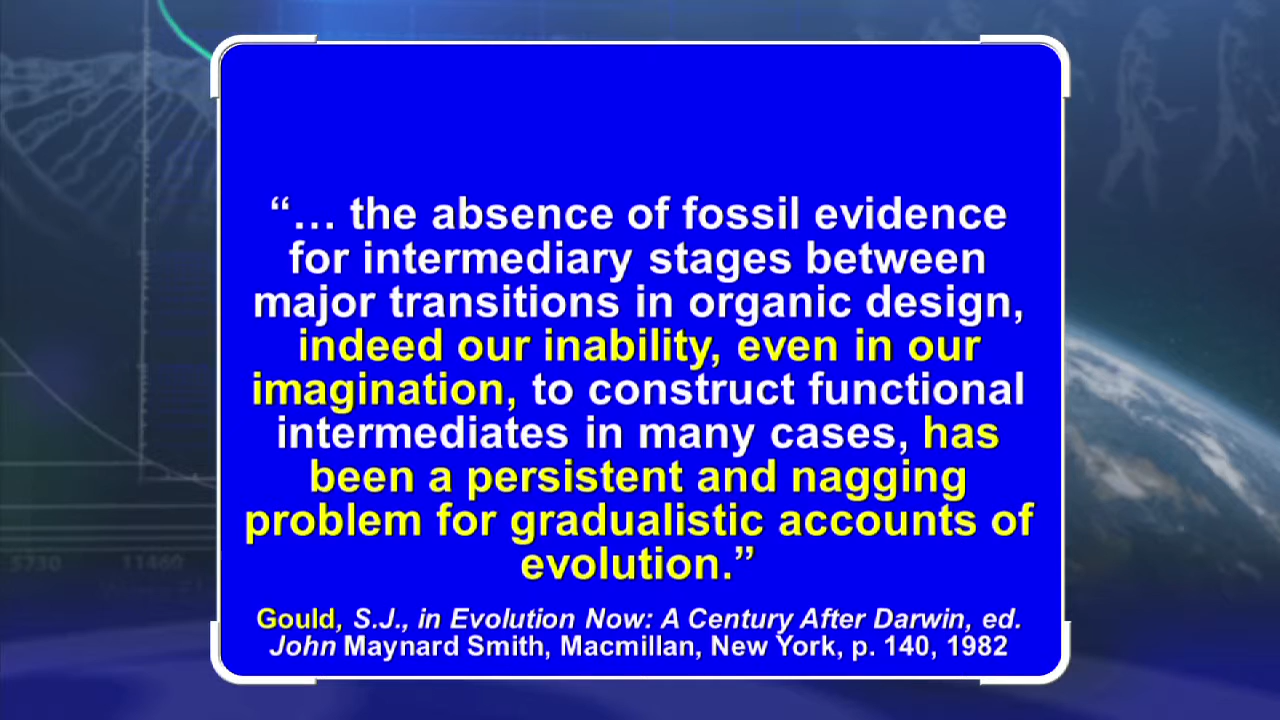 “… the absence of fossil evidence
for intermediary stages between
major transitions in organic design,
indeed our inability, even in our
imagination, to construct functional
intermediates in many cases, has
been a persistent and nagging
problem for gradualistic accounts of
evolution.”
Gould, S.J., in Evolution Now: A Century After Darwin, ed.
John Maynard Smith, Macmillan, New York, p. 140, 1982
5730 11460